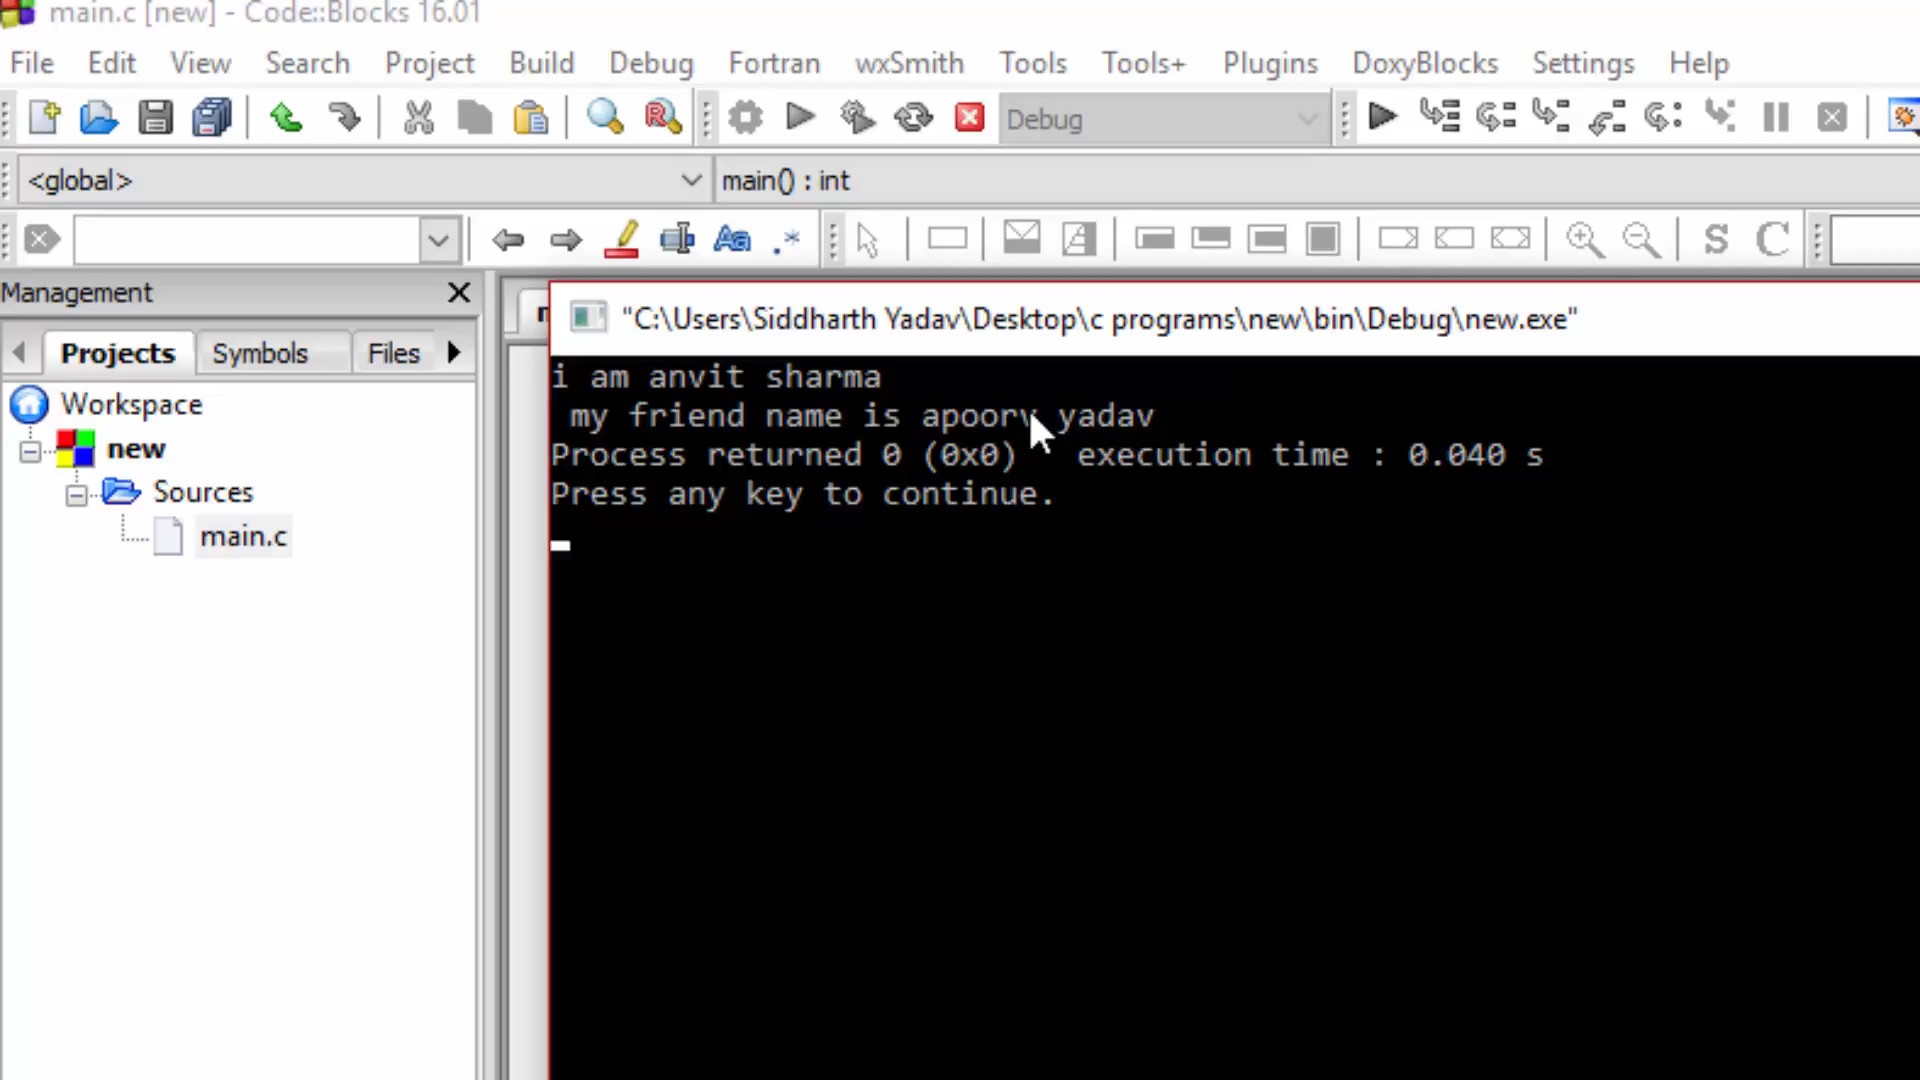 main.c [new] - Code::Blocks 16.01
File Edit View Search Project Build Debug Fortran wxSmith Tools Tools+ Plugins DoxyBlocks Settings Help
Debug
<global> main() : int
S C
Management
Projects Symbols Files
"C:\Users\Siddharth Yadav\Desktop\c programs\new\bin\Debug\new.exe"
i am anvit sharma
my friend name is apoorv yadav
Process returned 0 (0x0) execution time : 0.040 s
Press any key to continue.
Workspace
new
Sources
main.c